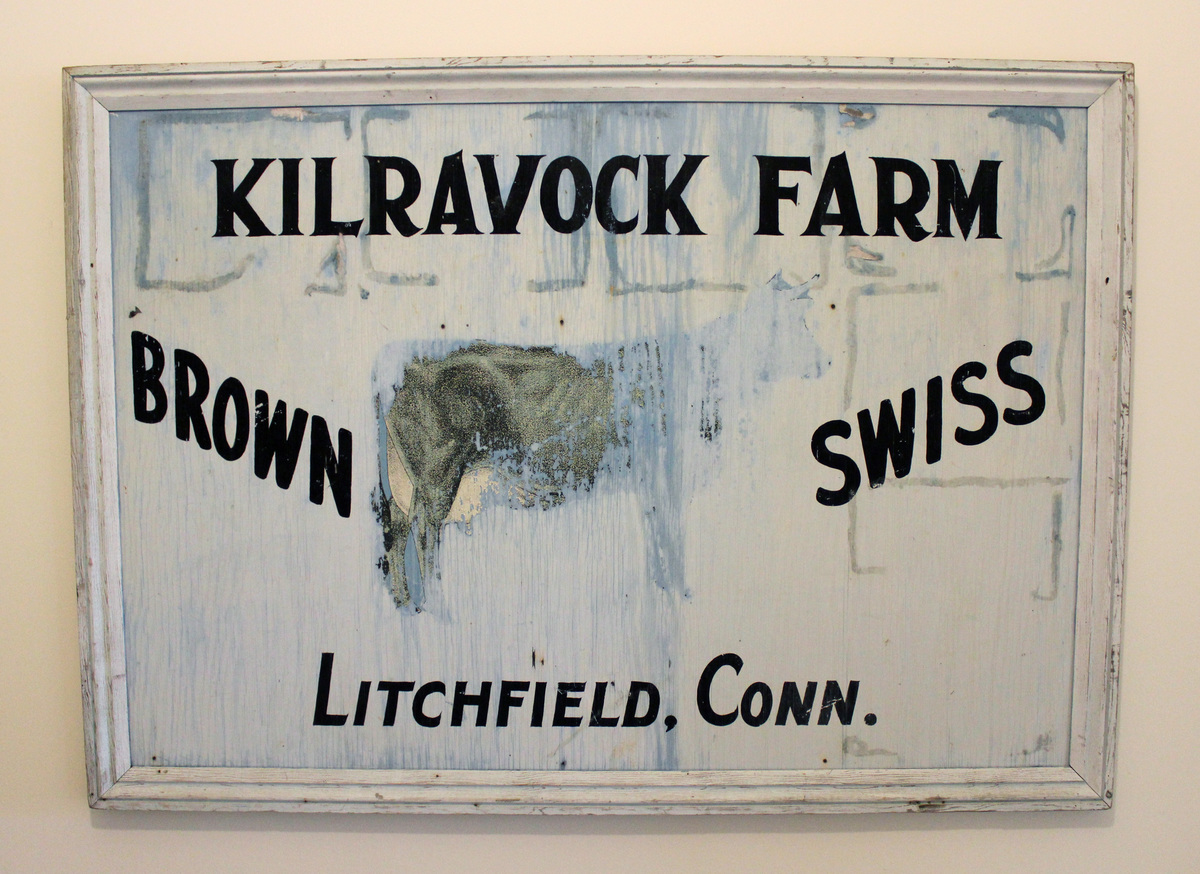 KILRAVOCK FARM
BROWN SWISS
LITCHFIELD, CONN.